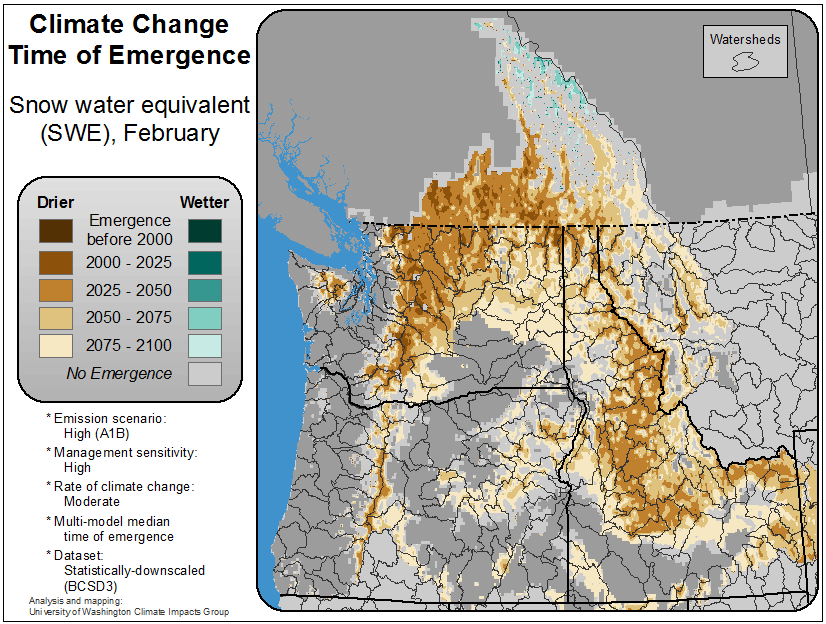 Climate Change
Time of Emergence
Snow water equivalent
(SWE), February
Drier
Wetter
Emergence
before 2000
2000 - 2025
2025 - 2050
2050 - 2075
2075 - 2100
No Emergence
* Emission scenario:
High (A1B)
* Management sensitivity:
High
* Rate of climate change:
Moderate
* Multi-model median
time of emergence
* Dataset:
Statistically-downscaled
(BCSD3)
Analysis and mapping:
University of Washington Climate Impacts Group
Watersheds